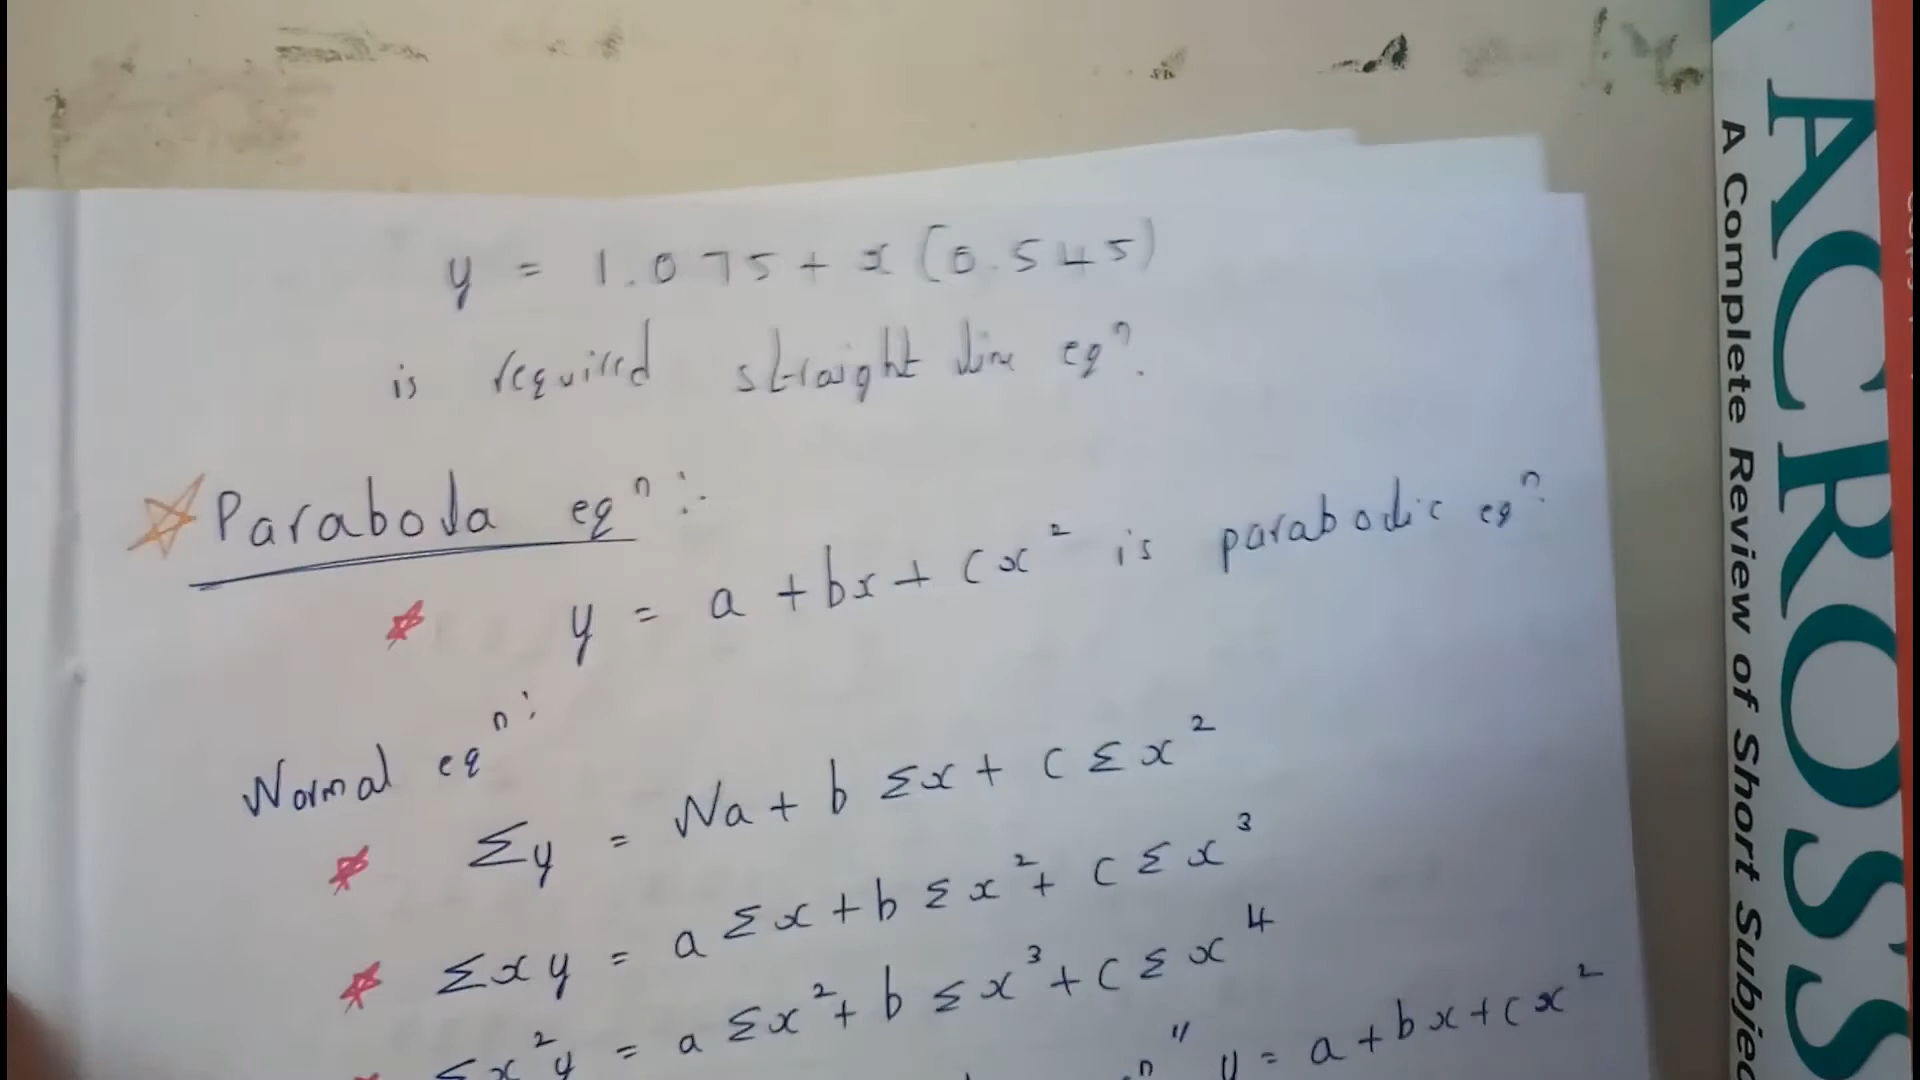 y = 1.075 + x (0.545)
is required straight line eqⁿ.
Parabola eqⁿ :-
y = a + bx + cx² is parabolic eqⁿ.
Normal eqⁿ :
Σy = Na + b Σx + c Σx²
Σxy = a Σx + b Σx² + c Σx³
Σx²y = a Σx² + b Σx³ + c Σx⁴
" y = a + bx + cx²
ACROSS
A Complete Review of Short Subjec